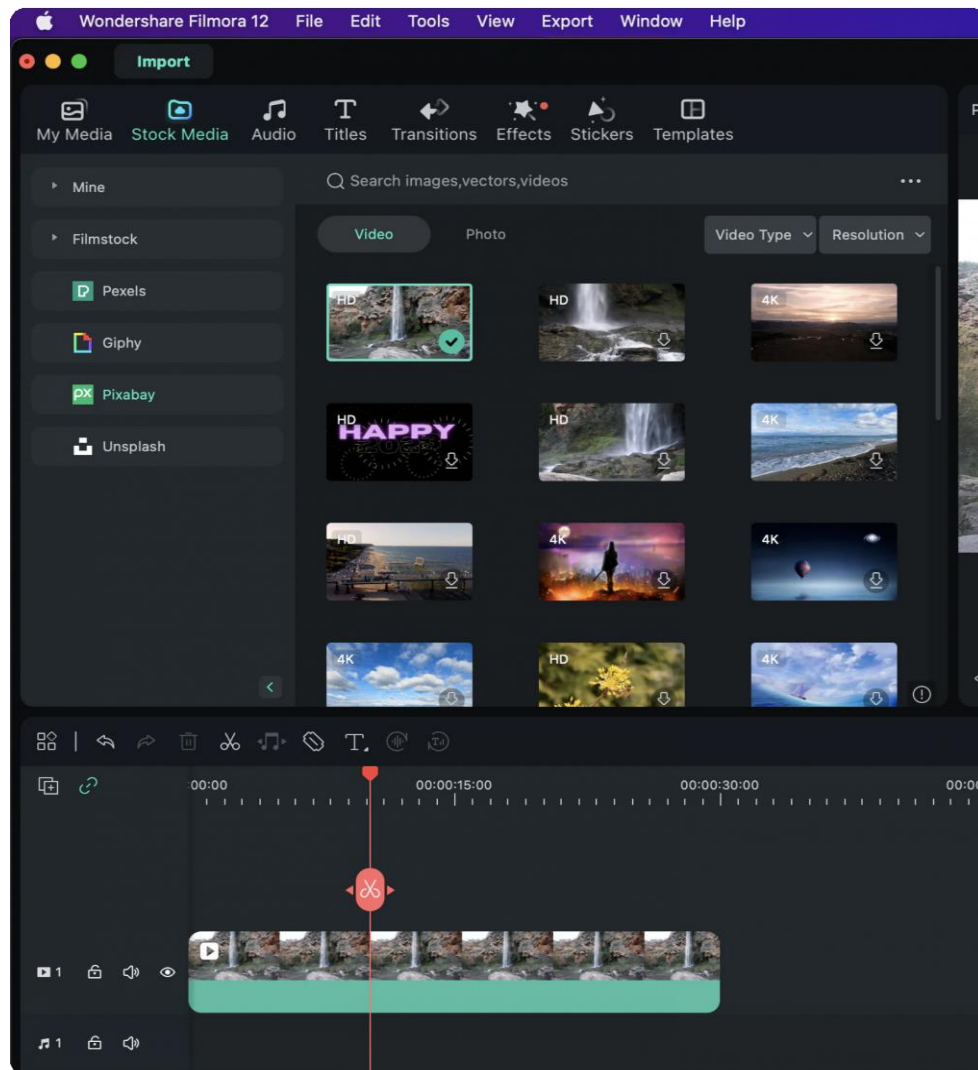 Wondershare Filmora 12 File Edit Tools View Export Window Help
Import
My Media Stock Media Audio Titles Transitions Effects Stickers Templates
Mine
Search images,vectors,videos
Filmstock
Video Photo Video Type Resolution
Pexels
HD HD 4K
Giphy
Pixabay
HD HD 4K
HAPPY
Unsplash
HD 4K 4K
4K HD 4K
:00:00 00:00:15:00 00:00:30:00 00:00
1
1